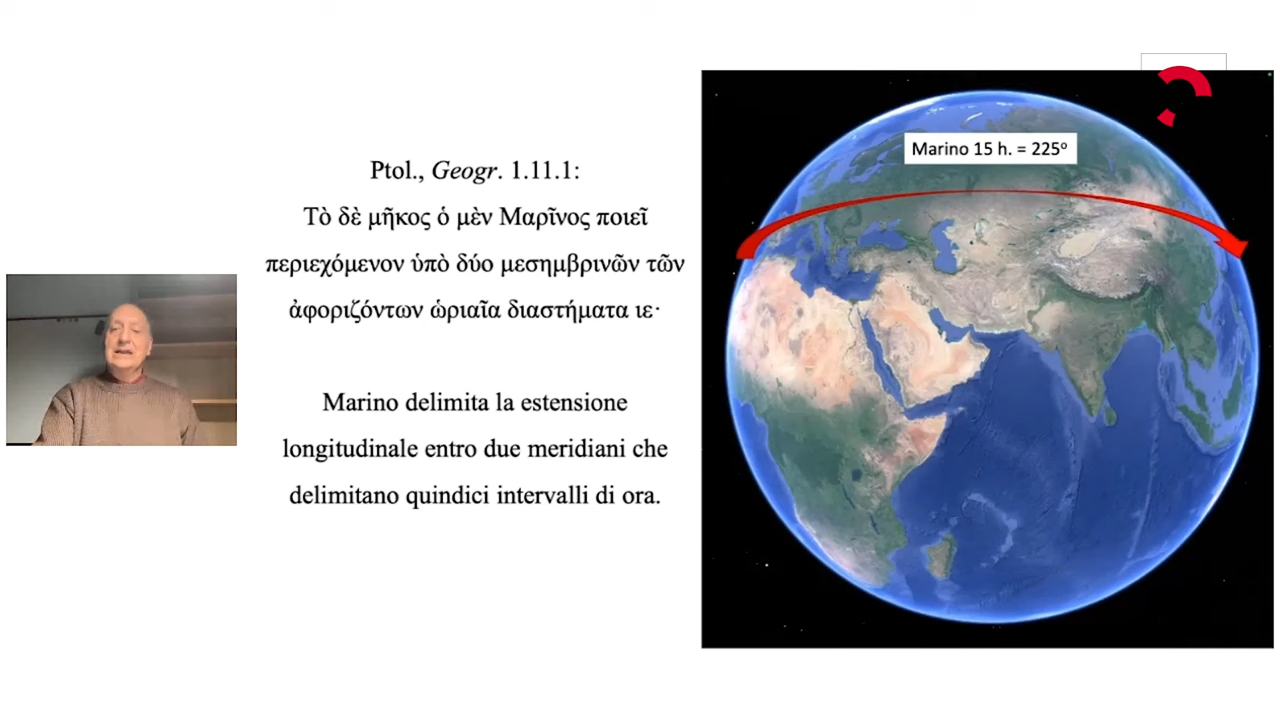 Ptol., Geogr. 1.11.1:
Τὸ δὲ μῆκος ὁ μὲν Μαρῖνος ποιεῖ
περιεχόμενον ὑπὸ δύο μεσημβρινῶν τῶν
ἀφοριζόντων ὡριαῖα διαστήματα ιε·
Marino delimita la estensione
longitudinale entro due meridiani che
delimitano quindici intervalli di ora.
Marino 15 h. = 225º